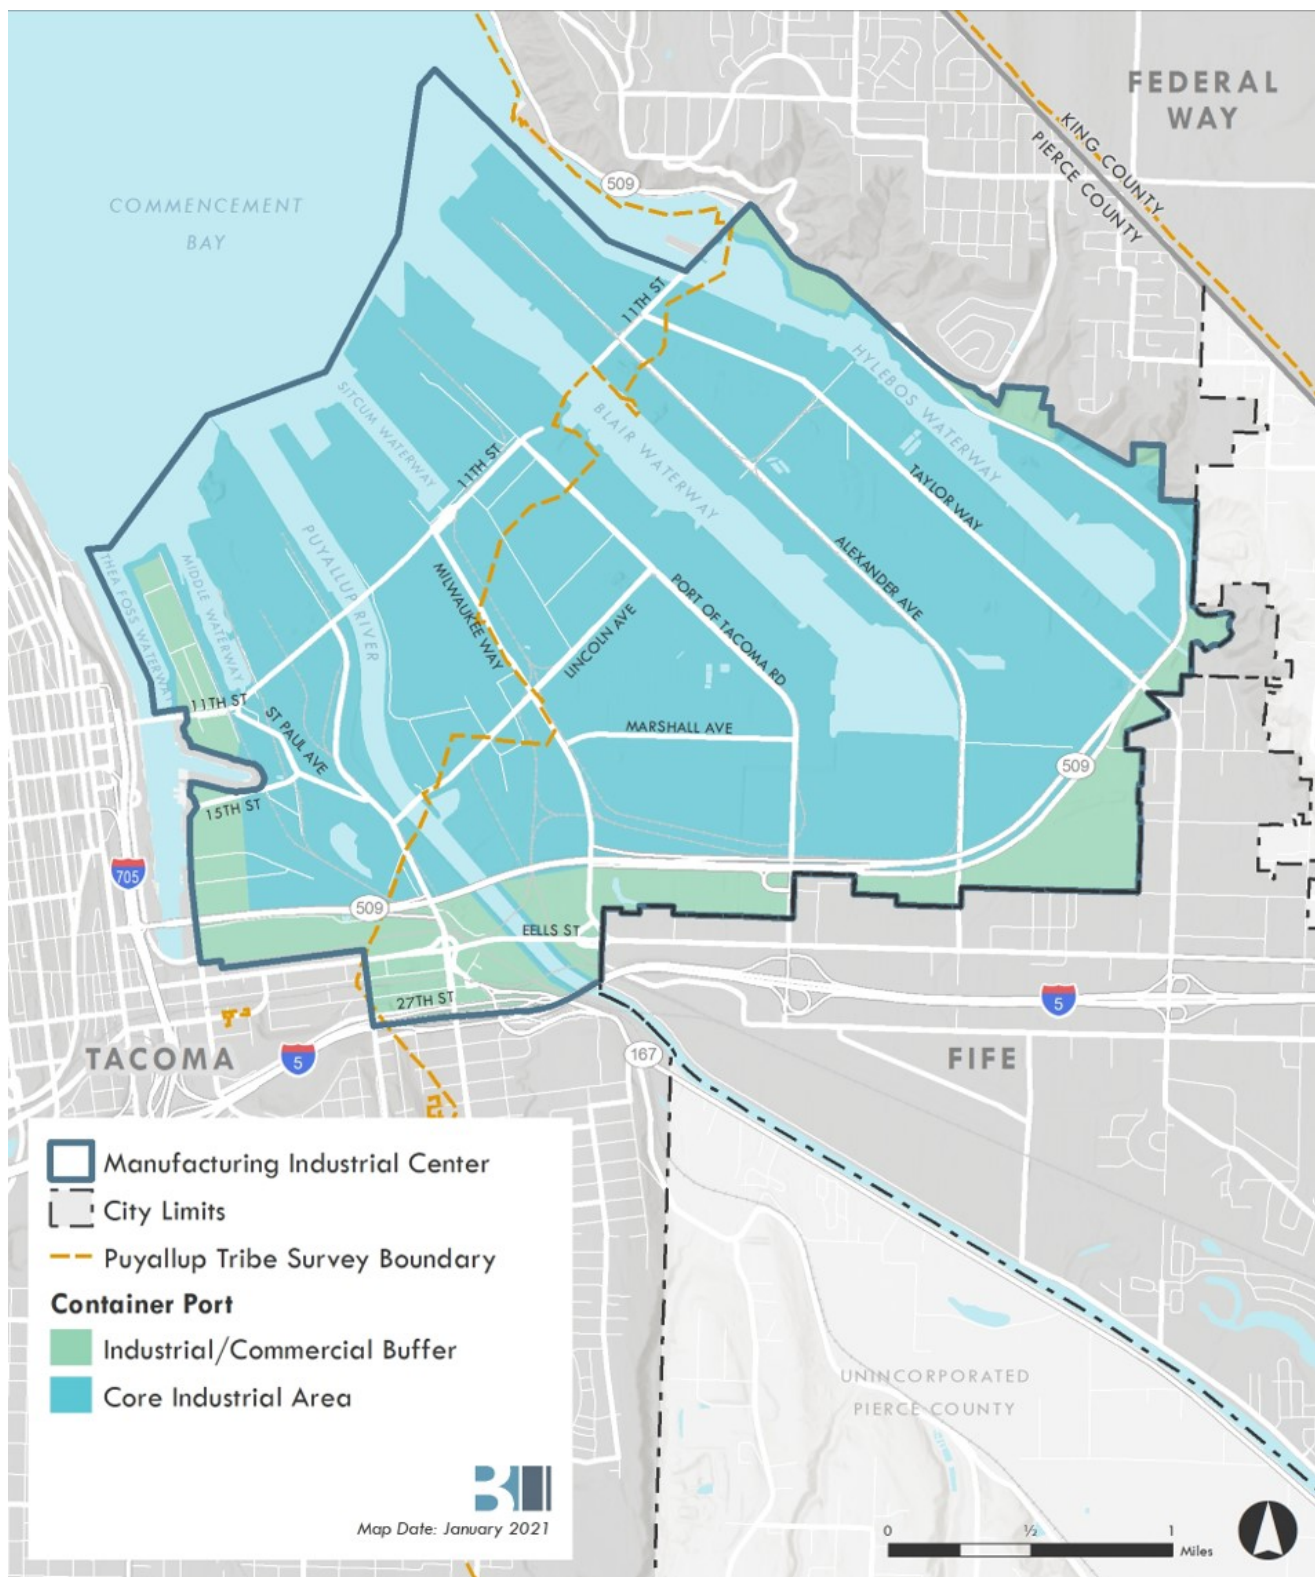 FEDERAL
WAY
KING COUNTY
PIERCE COUNTY
509
COMMENCEMENT
BAY
11TH ST
HYLEBOS WATERWAY
SITCUM WATERWAY
BLAIR WATERWAY
11TH ST
TAYLOR WAY
PUYALLUP RIVER
ALEXANDER AVE
THEA FOSS WATERWAY
MIDDLE WATERWAY
MILWAUKEE WAY
PORT OF TACOMA RD
LINCOLN AVE
11TH ST
ST PAUL AVE
MARSHALL AVE
509
15TH ST
705
509
EELLS ST
27TH ST
5
TACOMA
5
167
FIFE
Manufacturing Industrial Center
City Limits
Puyallup Tribe Survey Boundary
Container Port
Industrial/Commercial Buffer
Core Industrial Area
UNINCORPORATED
PIERCE COUNTY
B
Map Date: January 2021
0 ½ 1
Miles